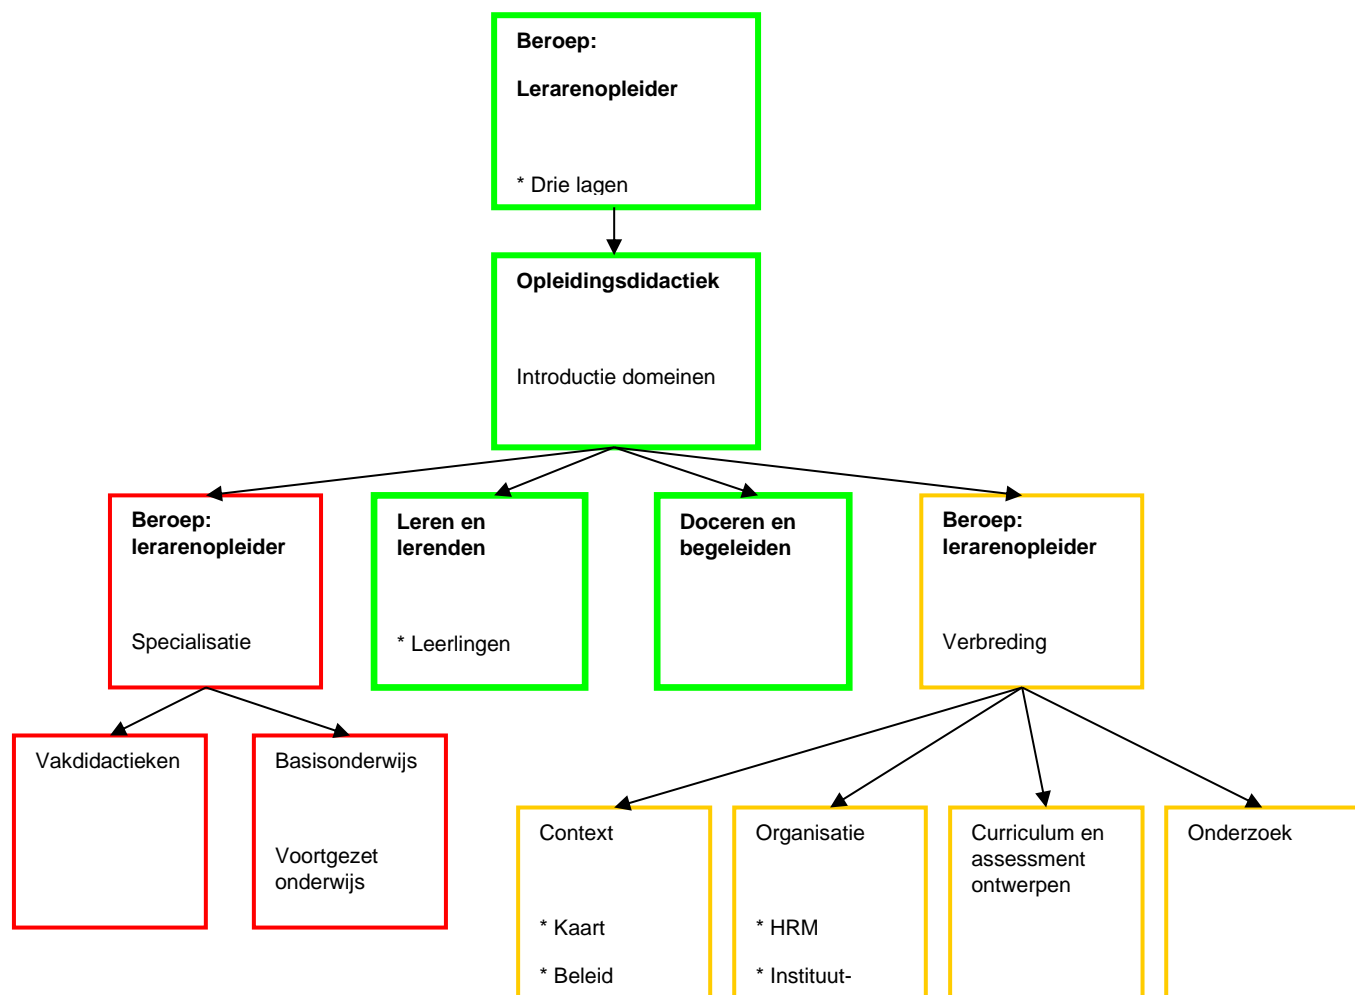 Beroep:
Lerarenopleider
* Drie lagen
Opleidingsdidactiek
Introductie domeinen
Beroep:
lerarenopleider
Specialisatie
Leren en
lerenden
* Leerlingen
Doceren en
begeleiden
Beroep:
lerarenopleider
Verbreding
Vakdidactieken
Basisonderwijs
Voortgezet
onderwijs
Context
* Kaart
* Beleid
Organisatie
* HRM
* Instituut-
Curriculum en
assessment
ontwerpen
Onderzoek